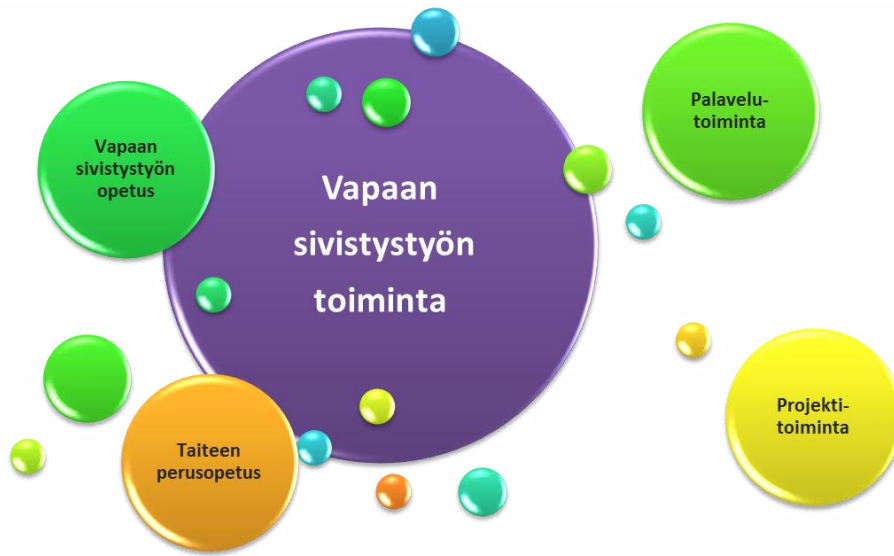 Vapaan
sivistystyön
opetus
Palavelu-
toiminta
Vapaan
sivistystyön
toiminta
Projekti-
toiminta
Taiteen
perusopetus